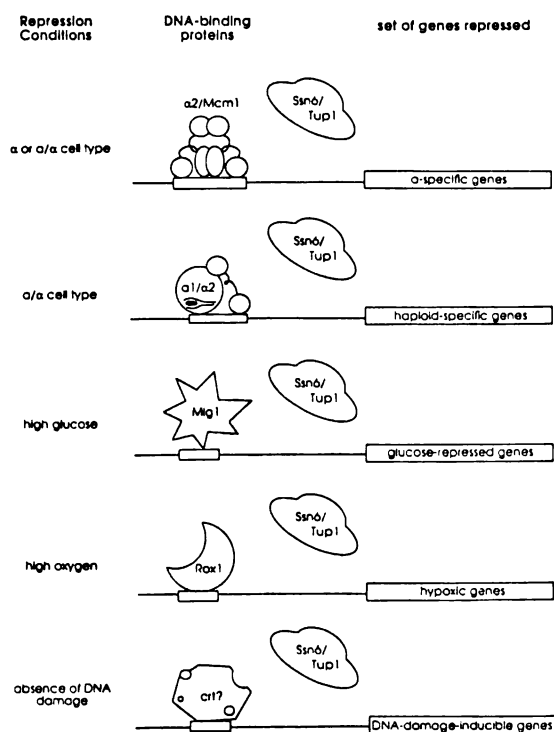 Repression
Conditions
DNA-binding
proteins
set of genes repressed
α2/Mcm1
Ssn6/
Tup1
α or a/α cell type
a-specific genes
Ssn6/
Tup1
a1/α2
a/α cell type
haploid-specific genes
Ssn6/
Tup1
Mig1
high glucose
glucose-repressed genes
Ssn6/
Tup1
Rox1
high oxygen
hypoxic genes
Ssn6/
Tup1
absence of DNA
damage
crt?
DNA-damage-inducible genes